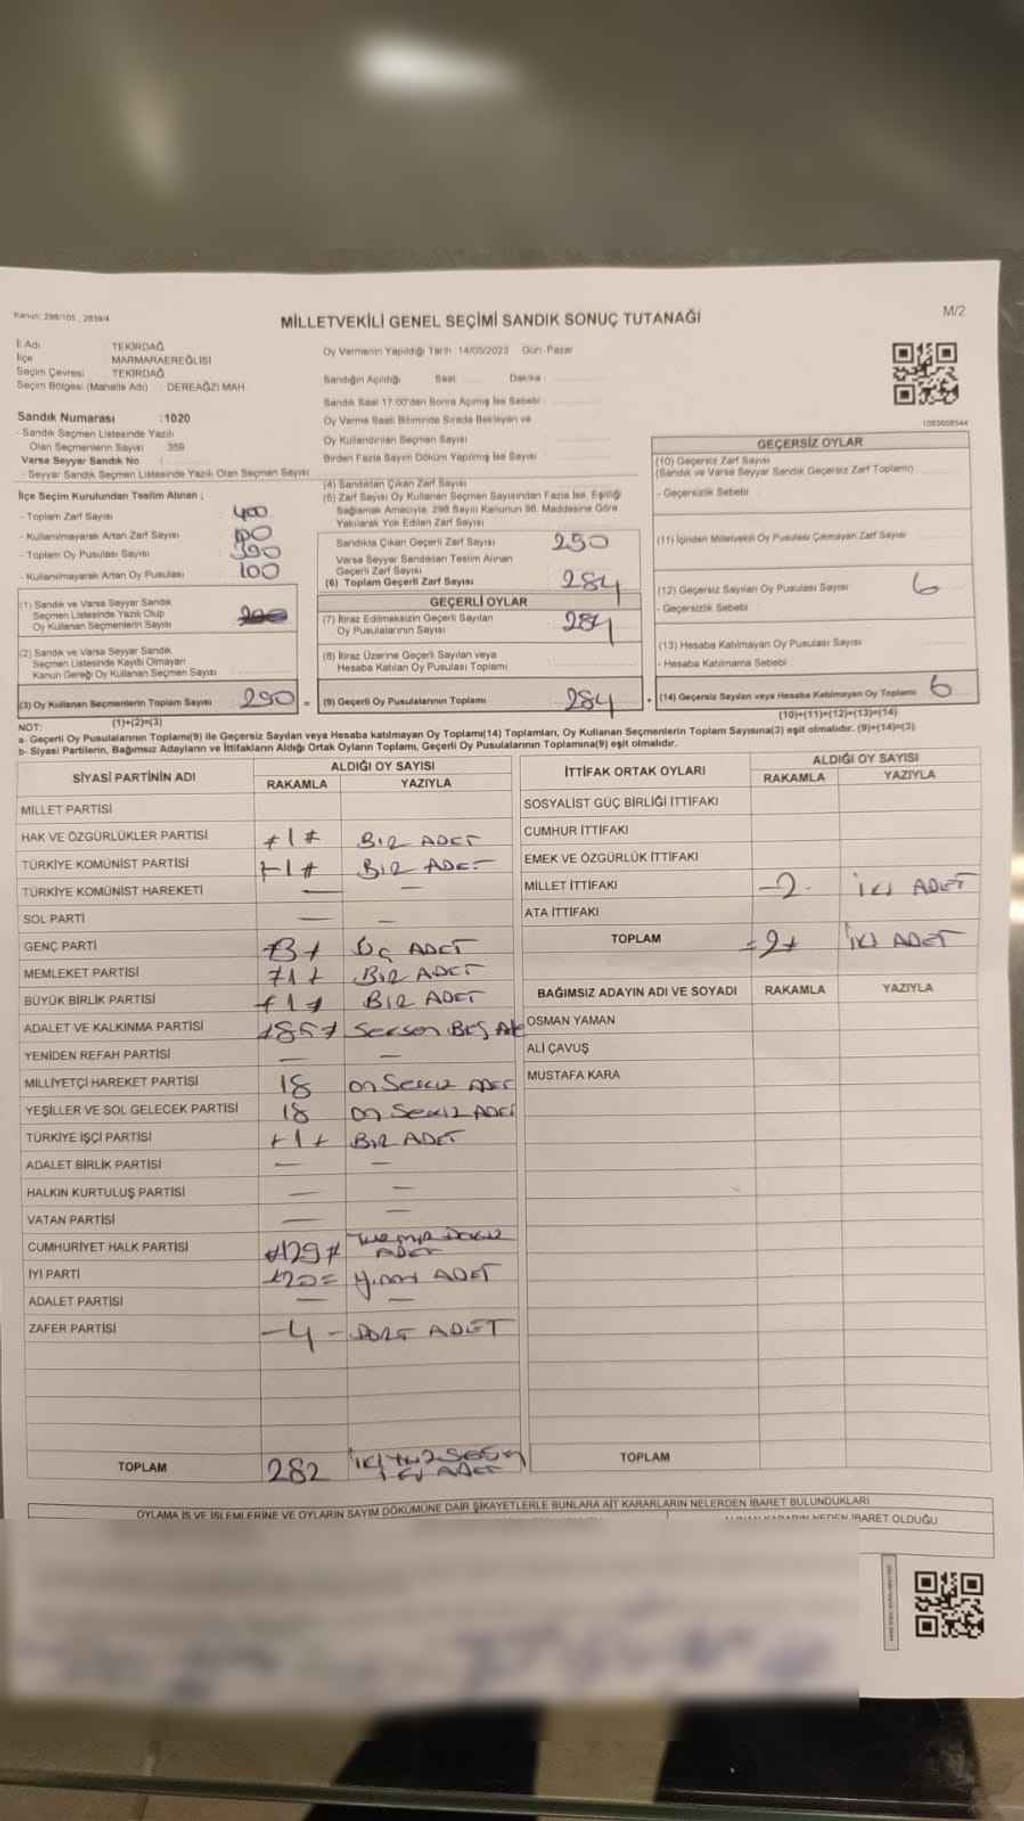 Kanun: 298/105, 2839/4
MİLLETVEKİLİ GENEL SEÇİMİ SANDIK SONUÇ TUTANAĞI
M/2
İl Adı TEKİRDAĞ
İlçe MARMARAEREĞLİSİ
Seçim Çevresi TEKİRDAĞ
Seçim Bölgesi (Mahalle Adı) DEREAĞZI MAH.
Oy Vermenin Yapıldığı Tarih : 14/05/2023 Gün : Pazar
Sandığın Açıldığı Saat Dakika :
Sandık Saat 17:00'den Sonra Açılmış İse Sebebi
Oy Verme Saati Bitiminde Sırada Bekleyen ve
Oy Kullandırılan Seçmen Sayısı
Birden Fazla Sayım Döküm Yapılmış İse Sayısı
Sandık Numarası : 1020
- Sandık Seçmen Listesinde Yazılı
Olan Seçmenlerin Sayısı 359
Varsa Seyyar Sandık No
- Seyyar Sandık Seçmen Listesinde Yazılı Olan Seçmen Sayısı
İlçe Seçim Kurulundan Teslim Alınan ;
- Toplam Zarf Sayısı 400
- Kullanılmayarak Artan Zarf Sayısı
- Toplam Oy Pusulası Sayısı
- Kullanılmayarak Artan Oy Pusulası 100
(1) Sandık ve Varsa Seyyar Sandık
Seçmen Listesinde Yazılı Olup
Oy Kullanan Seçmenlerin Sayısı
(2) Sandık ve Varsa Seyyar Sandık
Seçmen Listesinde Kayıtlı Olmayan
Kanun Gereği Oy Kullanan Seçmen Sayısı
(3) Oy Kullanan Seçmenlerin Toplam Sayısı 290 =
(1)+(2)=(3)
(4) Sandıktan Çıkan Zarf Sayısı
(5) Zarf Sayısı Oy Kullanan Seçmen Sayısından Fazla İse, Eşitliği
Sağlamak Amacıyla, 298 Sayılı Kanunun 98. Maddesine Göre
Yakılarak Yok Edilen Zarf Sayısı
Sandıkta Çıkan Geçerli Zarf Sayısı 290
Varsa Seyyar Sandıktan Teslim Alınan
Geçerli Zarf Sayısı
(6) Toplam Geçerli Zarf Sayısı 284
GEÇERLİ OYLAR
(7) İtiraz Edilmeksizin Geçerli Sayılan
Oy Pusulalarının Sayısı 284
(8) İtiraz Üzerine Geçerli Sayılan veya
Hesaba Katılan Oy Pusulası Toplamı
(9) Geçerli Oy Pusulalarının Toplamı 284 +
GEÇERSİZ OYLAR
(10) Geçersiz Zarf Sayısı
(Sandık ve Varsa Seyyar Sandık Geçersiz Zarf Toplamı)
- Geçersizlik Sebebi
(11) İçinden Milletvekili Oy Pusulası Çıkmayan Zarf Sayısı
(12) Geçersiz Sayılan Oy Pusulası Sayısı 6
- Geçersizlik Sebebi
(13) Hesaba Katılmayan Oy Pusulası Sayısı
- Hesaba Katılmama Sebebi
(14) Geçersiz Sayılan veya Hesaba Katılmayan Oy Toplamı 6
(10)+(11)+(12)+(13)=(14)
NOT:
a- Geçerli Oy Pusulalarının Toplamı(9) ile Geçersiz Sayılan veya Hesaba katılmayan Oy Toplamı(14) Toplamları, Oy Kullanan Seçmenlerin Toplam Sayısına(3) eşit olmalıdır. (9)+(14)=(3)
b- Siyasi Partilerin, Bağımsız Adayların ve İttifakların Aldığı Ortak Oyların Toplamı, Geçerli Oy Pusulalarının Toplamına(9) eşit olmalıdır.
SİYASİ PARTİNİN ADI ALDIĞI OY SAYISI
RAKAMLA YAZIYLA
MİLLET PARTİSİ
HAK VE ÖZGÜRLÜKLER PARTİSİ 1 BİR ADET
TÜRKİYE KOMÜNİST PARTİSİ 1 BİR ADET
TÜRKİYE KOMÜNİST HAREKETİ — —
SOL PARTİ — —
GENÇ PARTİ 3 ÜÇ ADET
MEMLEKET PARTİSİ 1 BİR ADET
BÜYÜK BİRLİK PARTİSİ 1 BİR ADET
ADALET VE KALKINMA PARTİSİ 85 SEKSEN BEŞ
YENİDEN REFAH PARTİSİ — —
MİLLİYETÇİ HAREKET PARTİSİ 18 ON SEKİZ ADET
YEŞİLLER VE SOL GELECEK PARTİSİ 18 ON SEKİZ ADET
TÜRKİYE İŞÇİ PARTİSİ 1 BİR ADET
ADALET BİRLİK PARTİSİ — —
HALKIN KURTULUŞ PARTİSİ — —
VATAN PARTİSİ — —
CUMHURİYET HALK PARTİSİ 129 ADET
İYİ PARTİ 20 Yirmi ADET
ADALET PARTİSİ — —
ZAFER PARTİSİ -4- DÖRT ADET
TOPLAM 282
İTTİFAK ORTAK OYLARI ALDIĞI OY SAYISI
RAKAMLA YAZIYLA
SOSYALİST GÜÇ BİRLİĞİ İTTİFAKI
CUMHUR İTTİFAKI
EMEK VE ÖZGÜRLÜK İTTİFAKI
MİLLET İTTİFAKI -2- İKİ ADET
ATA İTTİFAKI
TOPLAM 2 İKİ ADET
BAĞIMSIZ ADAYIN ADI VE SOYADI RAKAMLA YAZIYLA
OSMAN YAMAN
ALİ ÇAVUŞ
MUSTAFA KARA
TOPLAM
OYLAMA İŞ VE İŞLEMLERİNE VE OYLARIN SAYIM DÖKÜMÜNE DAİR ŞİKAYETLERLE BUNLARA AİT KARARLARIN NELERDEN İBARET BULUNDUKLARI
NEDEN İBARET OLDUĞU